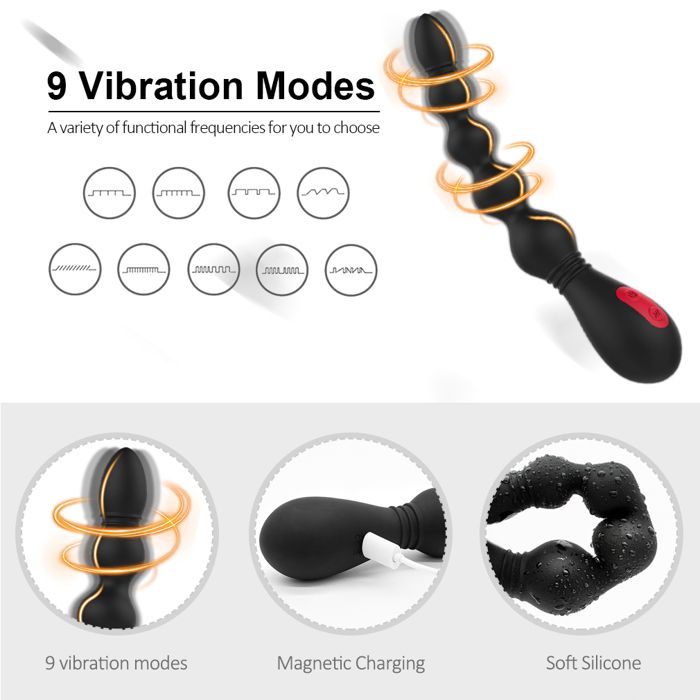 9 Vibration Modes
A variety of functional frequencies for you to choose
9 vibration modes
Magnetic Charging
Soft Silicone